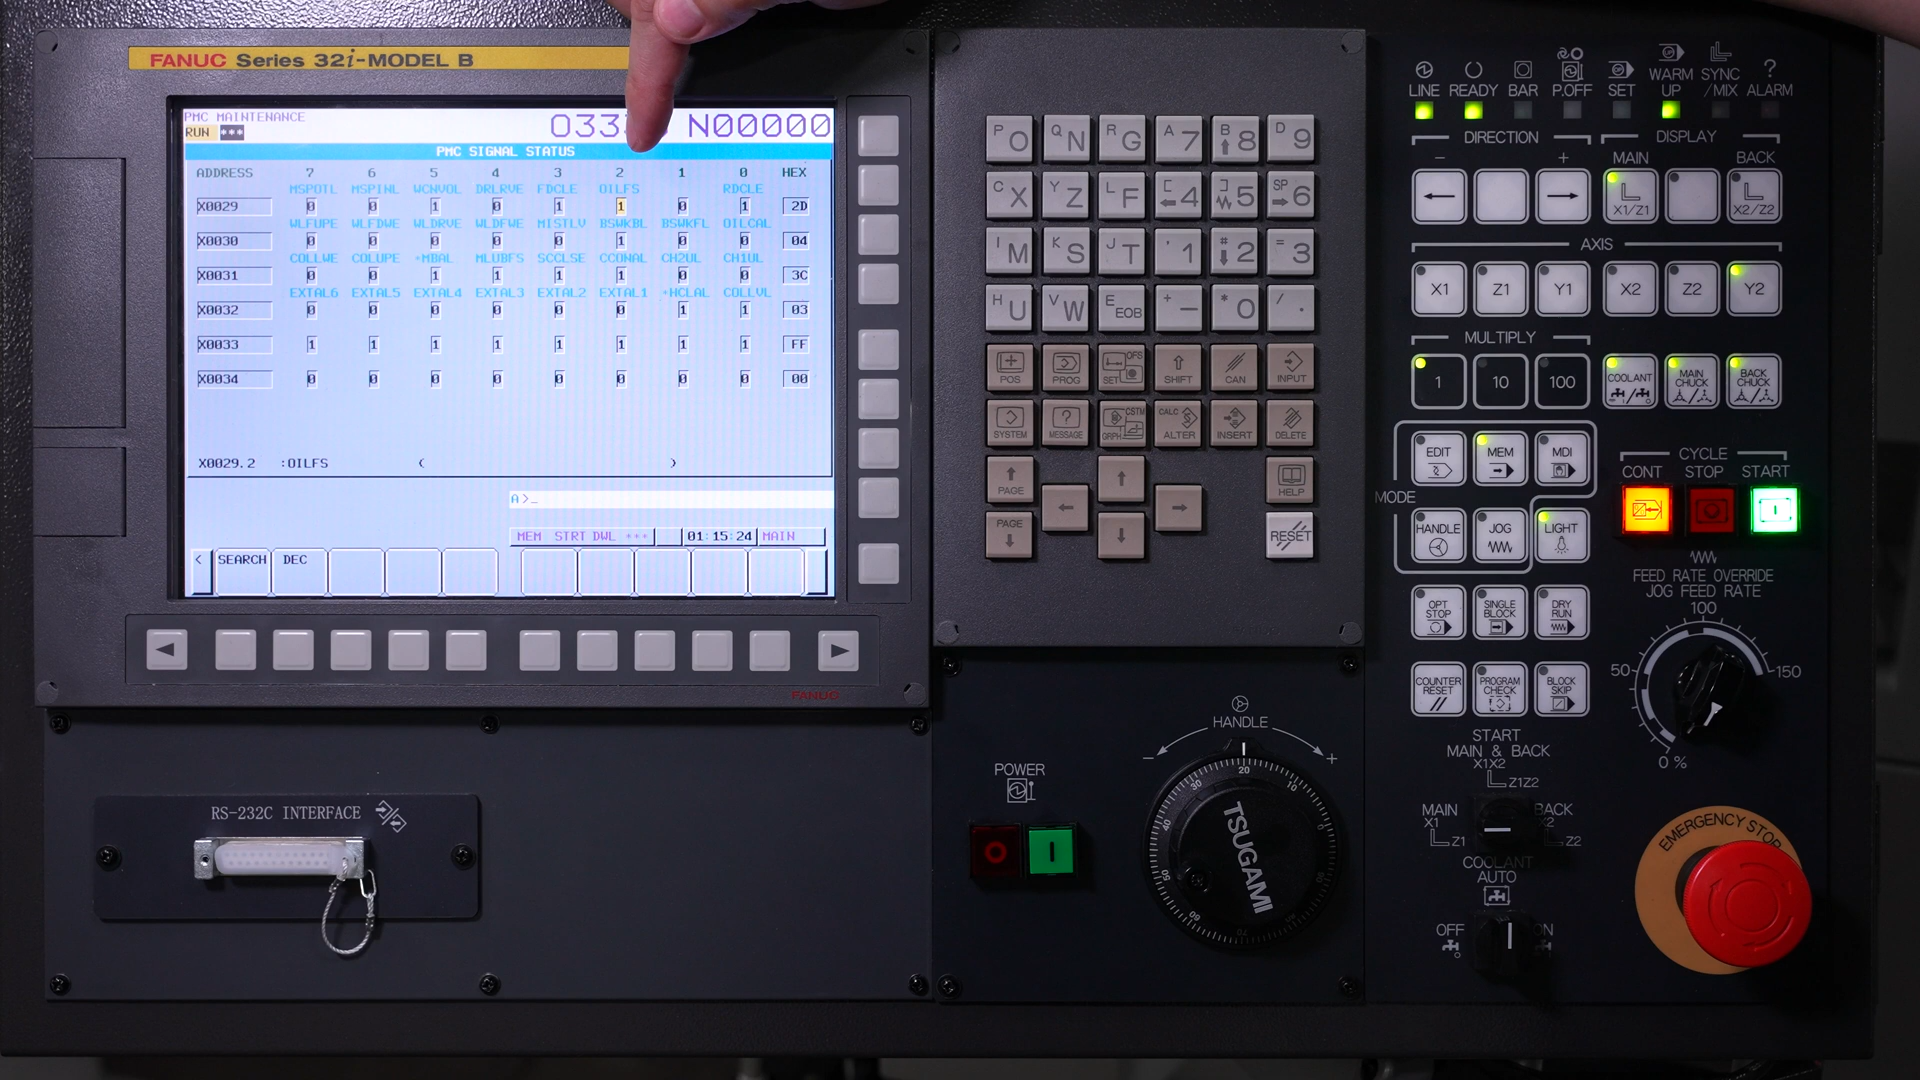 FANUC Series 32i-MODEL B
PMC MAINTENANCE
RUN ***
N00000
PMC SIGNAL STATUS
ADDRESS 7 6 5 4 3 2 1 0 HEX
MSPOTL MSPINL WCNVOL DRLRVE FDCLE OILFS RDCLE
X0029 0 0 1 0 1 1 0 1 2D
WLFUPE WLFDWE WLDRVE WLDFWE MISTLV BSWKBL BSWKFL OILCAL
X0030 0 0 0 0 0 1 0 0 04
COLLWE COLUPE *MBAL MLUBFS SCCLSE CCONAL CH2UL CH1UL
X0031 0 0 1 1 1 1 0 0 3C
EXTAL6 EXTAL5 EXTAL4 EXTAL3 EXTAL2 EXTAL1 *HCLAL COLLVL
X0032 0 0 0 0 0 0 1 1 03
X0033 1 1 1 1 1 1 1 1 FF
X0034 0 0 0 0 0 0 0 0 00
X0029.2 :OILFS ( )
A>_
MEM STRT DWL *** 01:15:24 MAIN
< SEARCH DEC
FANUC
RS-232C INTERFACE
P O Q N R G A 7 B 8 D 9
C X Y Z L F [ 4 ] 5 SP 6
I M K S J T ' 1 # 2 = 3
H U V W E EOB + - * 0 / .
POS PROG OFS SET SHIFT CAN INPUT
SYSTEM MESSAGE CSTM GRPH CALC ALTER INSERT DELETE
PAGE HELP
PAGE RESET
POWER
HANDLE
- +
TSUGAMI
20 10 30 40 50 60 70
LINE READY BAR P.OFF SET WARM UP SYNC /MIX ? ALARM
DIRECTION DISPLAY
- + MAIN BACK
X1/Z1 X2/Z2
AXIS
X1 Z1 Y1 X2 Z2 Y2
MULTIPLY
1 10 100 COOLANT MAIN CHUCK BACK CHUCK
EDIT MEM MDI
MODE
HANDLE JOG LIGHT
CYCLE
CONT STOP START
OPT STOP SINGLE BLOCK DRY RUN
COUNTER RESET PROGRAM CHECK BLOCK SKIP
FEED RATE OVERRIDE
JOG FEED RATE
100
50 150
0 %
START
MAIN & BACK
X1X2
Z1Z2
MAIN BACK
X1 X2
Z1 Z2
COOLANT
AUTO
OFF ON
EMERGENCY STOP